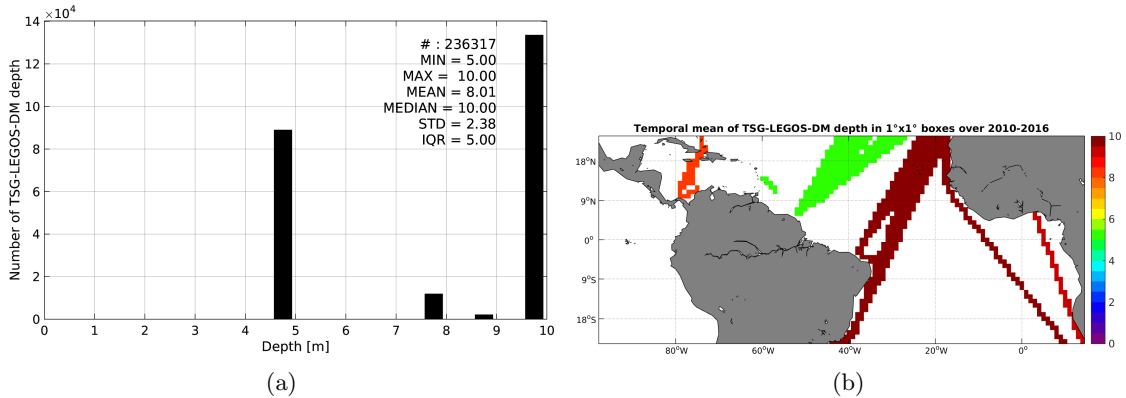 ×10⁴
14
12
10
8
6
4
2
0
Number of TSG-LEGOS-DM depth
# : 236317
MIN = 5.00
MAX = 10.00
MEAN = 8.01
MEDIAN = 10.00
STD = 2.38
IQR = 5.00
0 1 2 3 4 5 6 7 8 9 10
Depth [m]
(a)
Temporal mean of TSG-LEGOS-DM depth in 1°x1° boxes over 2010-2016
18°N
9°N
0°
9°S
18°S
80°W 60°W 40°W 20°W 0°
10
8
6
4
2
0
(b)